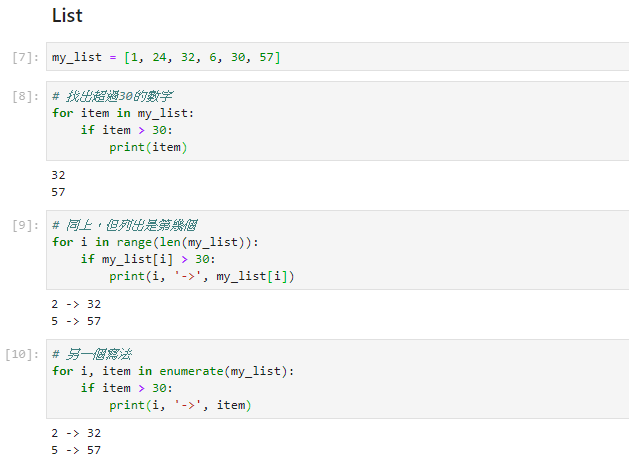 List
[7]: my_list = [1, 24, 32, 6, 30, 57]
[8]: # 找出超過30的數字
for item in my_list:
    if item > 30:
        print(item)
32
57
[9]: # 同上，但列出是第幾個
for i in range(len(my_list)):
    if my_list[i] > 30:
        print(i, '->', my_list[i])
2 -> 32
5 -> 57
[10]: # 另一個寫法
for i, item in enumerate(my_list):
    if item > 30:
        print(i, '->', item)
2 -> 32
5 -> 57